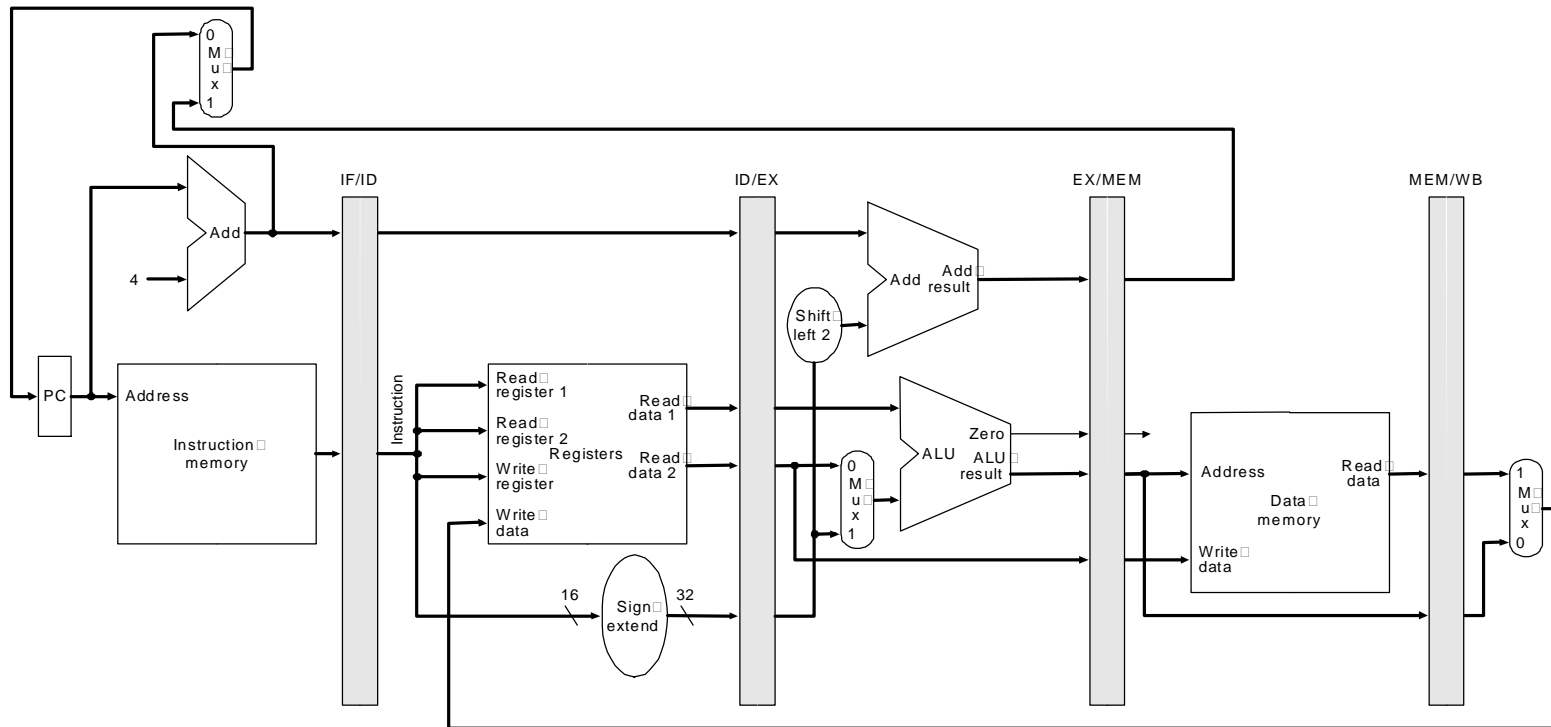 0
M
u
x
1
IF/ID
ID/EX
EX/MEM
MEM/WB
Add
4
Add
Add
result
Shift
left 2
PC
Address
Instruction
memory
Instruction
Read
register 1
Read
register 2
Write
register
Write
data
Registers
Read
data 1
Read
data 2
0
M
u
x
1
Zero
ALU
ALU
result
Address
Write
data
Data
memory
Read
data
1
M
u
x
0
16
Sign
extend
32